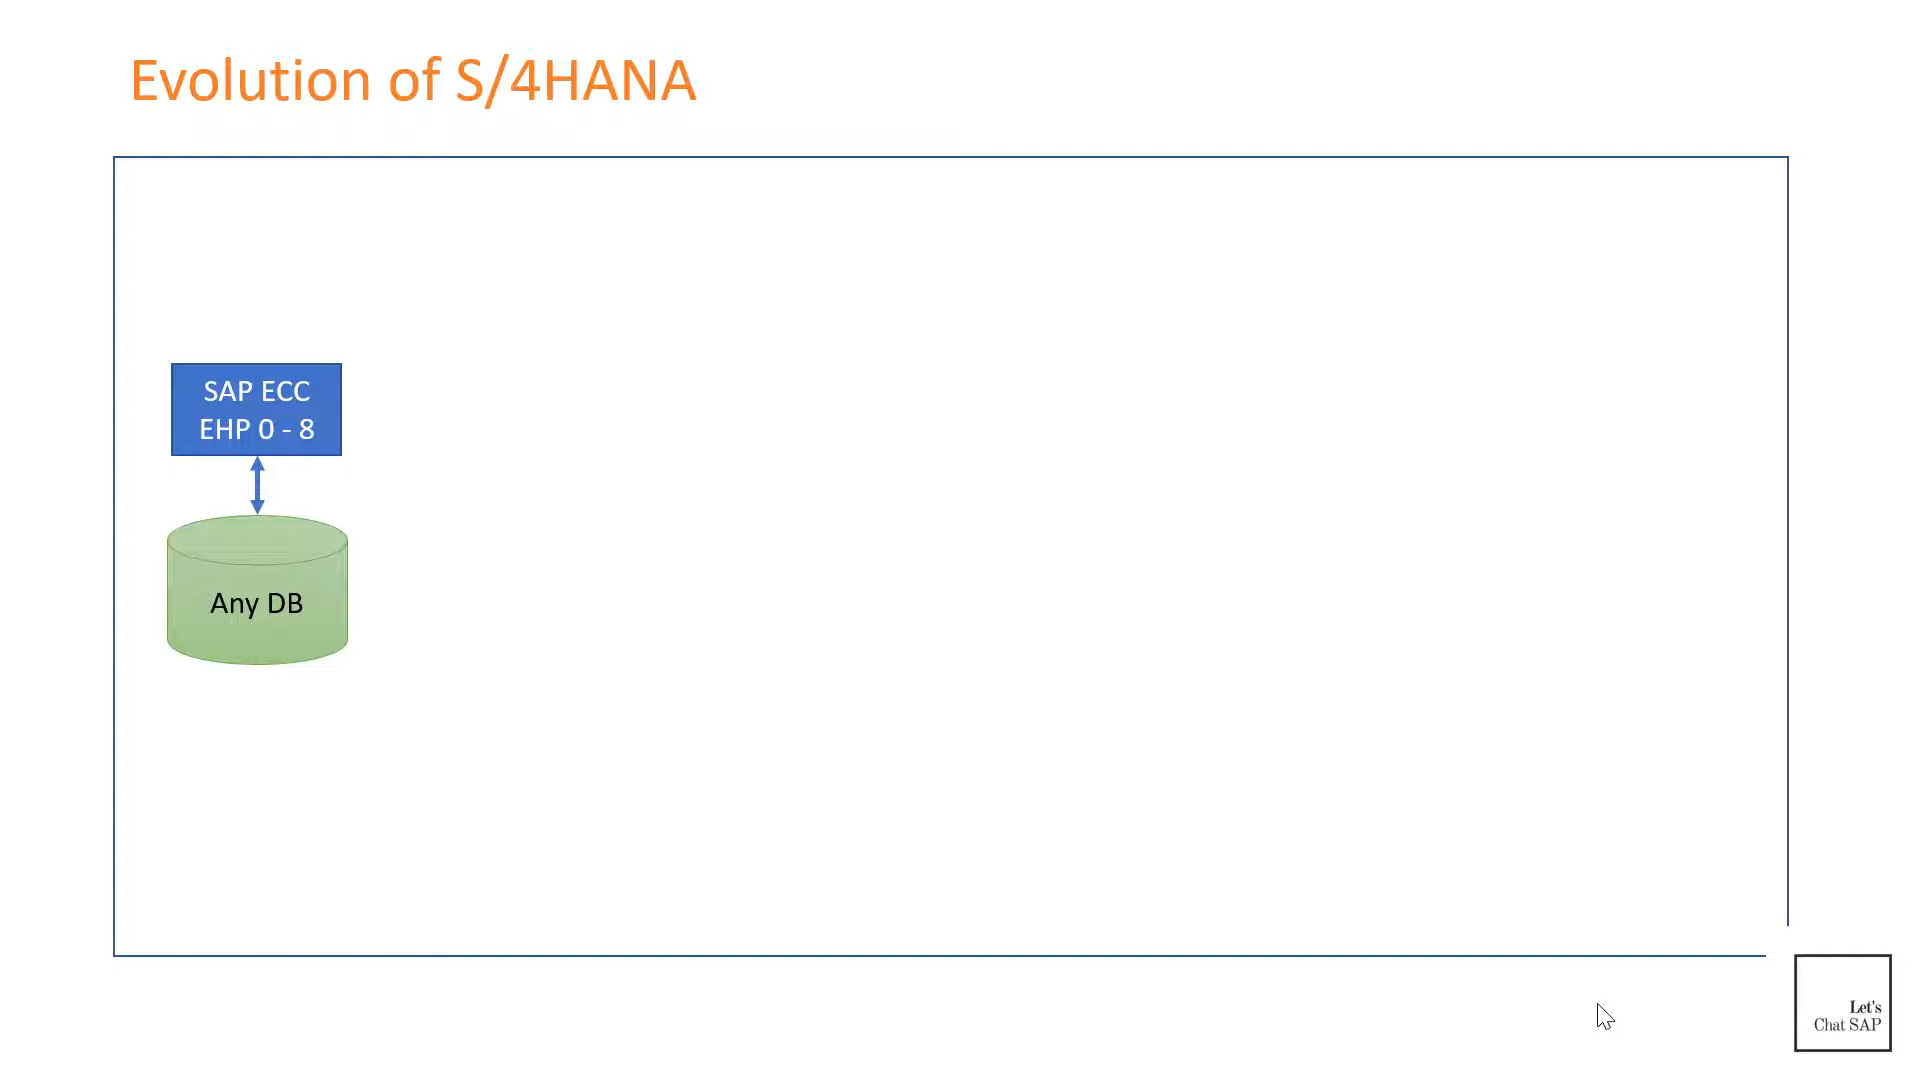 Evolution of S/4HANA
SAP ECC
EHP 0 - 8
Any DB
Let's
Chat SAP